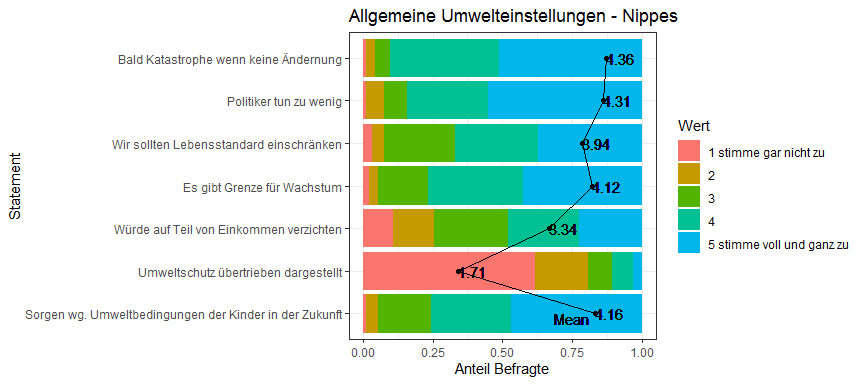 Allgemeine Umwelteinstellungen - Nippes
Statement
Bald Katastrophe wenn keine Ändernung
4.36
Politiker tun zu wenig
4.31
Wir sollten Lebensstandard einschränken
3.94
Es gibt Grenze für Wachstum
4.12
Würde auf Teil von Einkommen verzichten
3.34
Umweltschutz übertrieben dargestellt
1.71
Sorgen wg. Umweltbedingungen der Kinder in der Zukunft
4.16
Mean
0.00 0.25 0.50 0.75 1.00
Anteil Befragte
Wert
1 stimme gar nicht zu
2
3
4
5 stimme voll und ganz zu